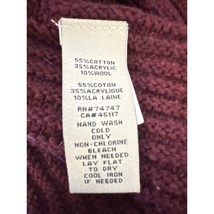 55% COTTON
35% ACRYLIC
10% WOOL
55% COTON
35% ACRYLIQUE
10% LA LAINE
RN# 74747
CA# 45117
HAND WASH
COLD
ONLY
NON-CHLORINE
BLEACH
WHEN NEEDED
LAY FLAT
TO DRY
COOL IRON
IF NEEDED